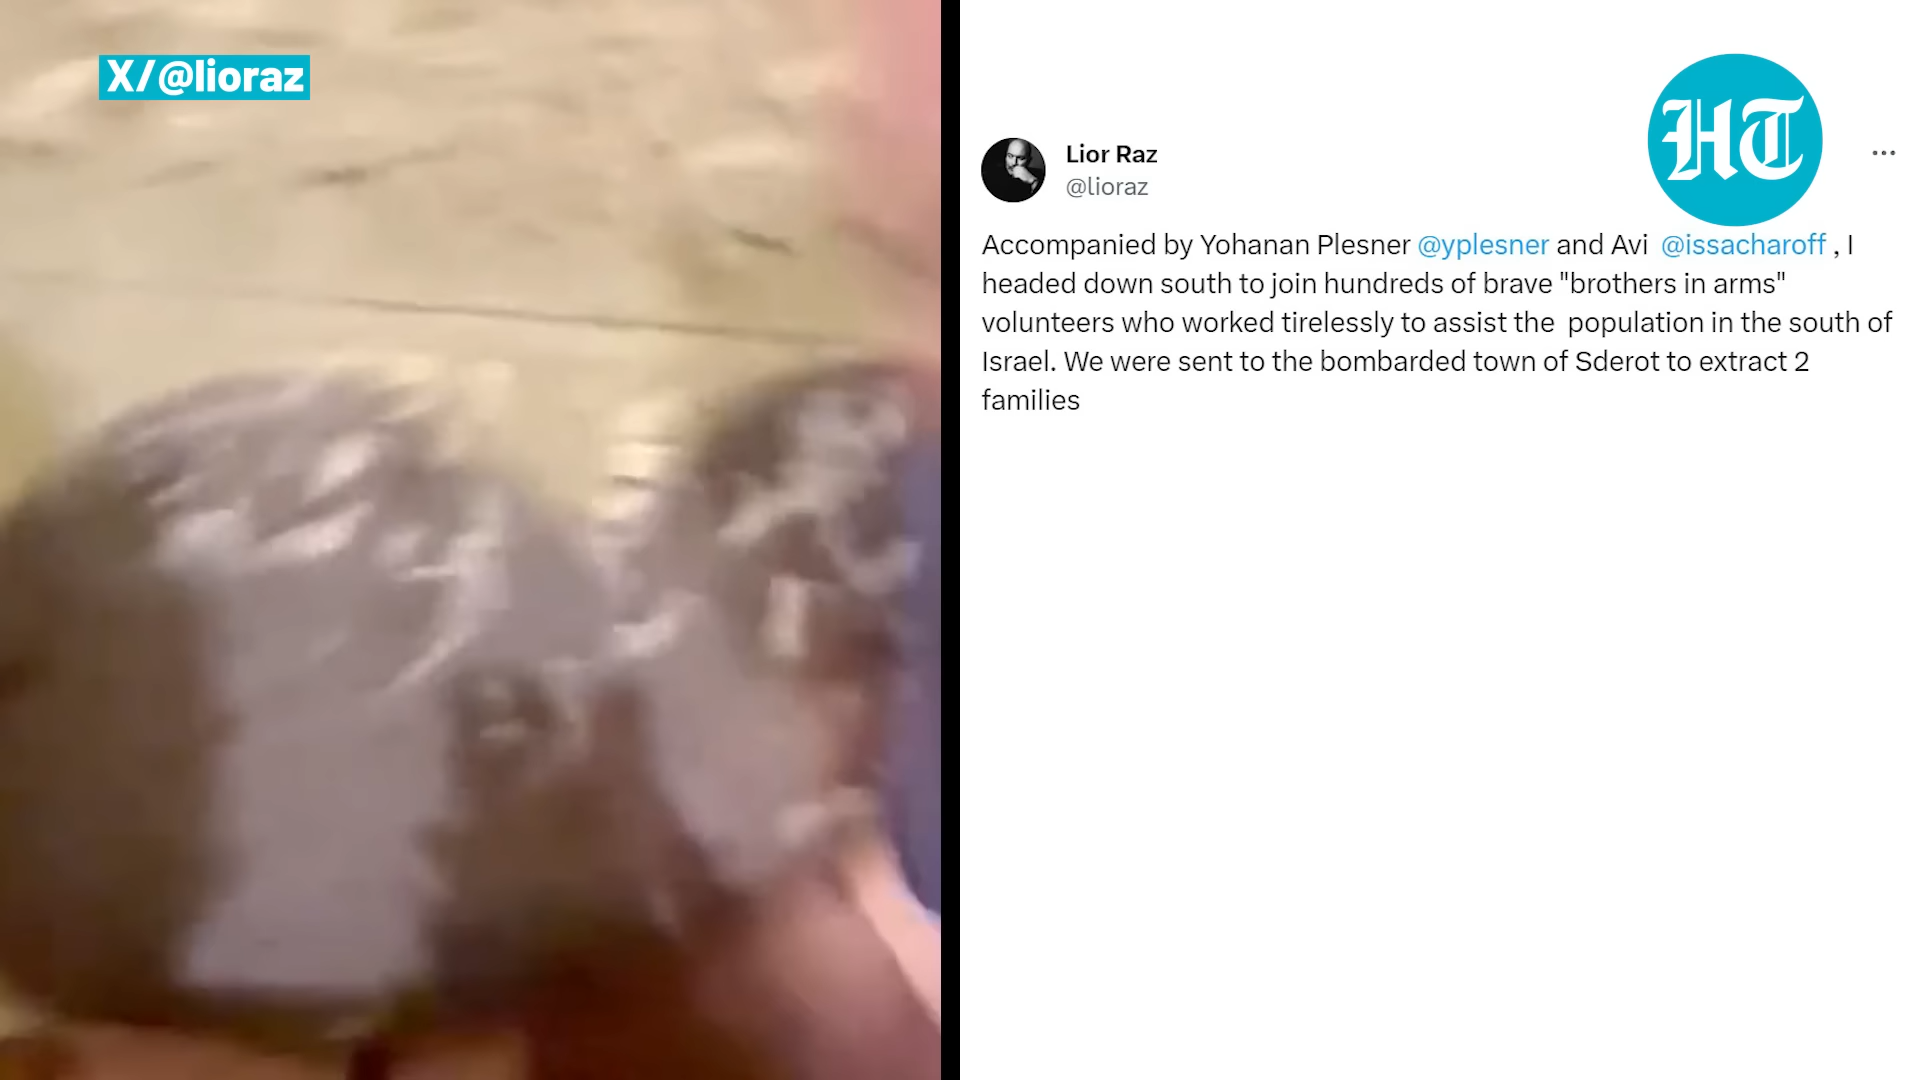 X/@lioraz
HT
Lior Raz
@lioraz
...
Accompanied by Yohanan Plesner @yplesner and Avi  @issacharoff , I
headed down south to join hundreds of brave "brothers in arms"
volunteers who worked tirelessly to assist the  population in the south of
Israel. We were sent to the bombarded town of Sderot to extract 2
families